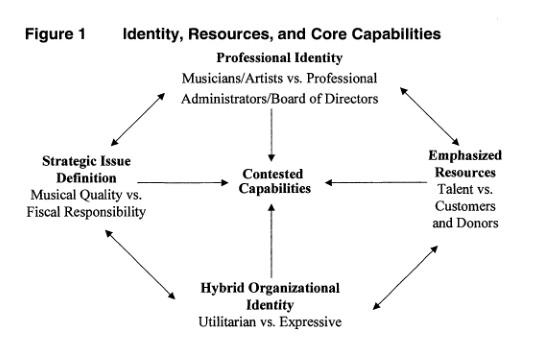 Figure 1 Identity, Resources, and Core Capabilities
Professional Identity
Musicians/Artists vs. Professional
Administrators/Board of Directors
Strategic Issue
Definition
Musical Quality vs.
Fiscal Responsibility
Contested
Capabilities
Emphasized
Resources
Talent vs.
Customers
and Donors
Hybrid Organizational
Identity
Utilitarian vs. Expressive